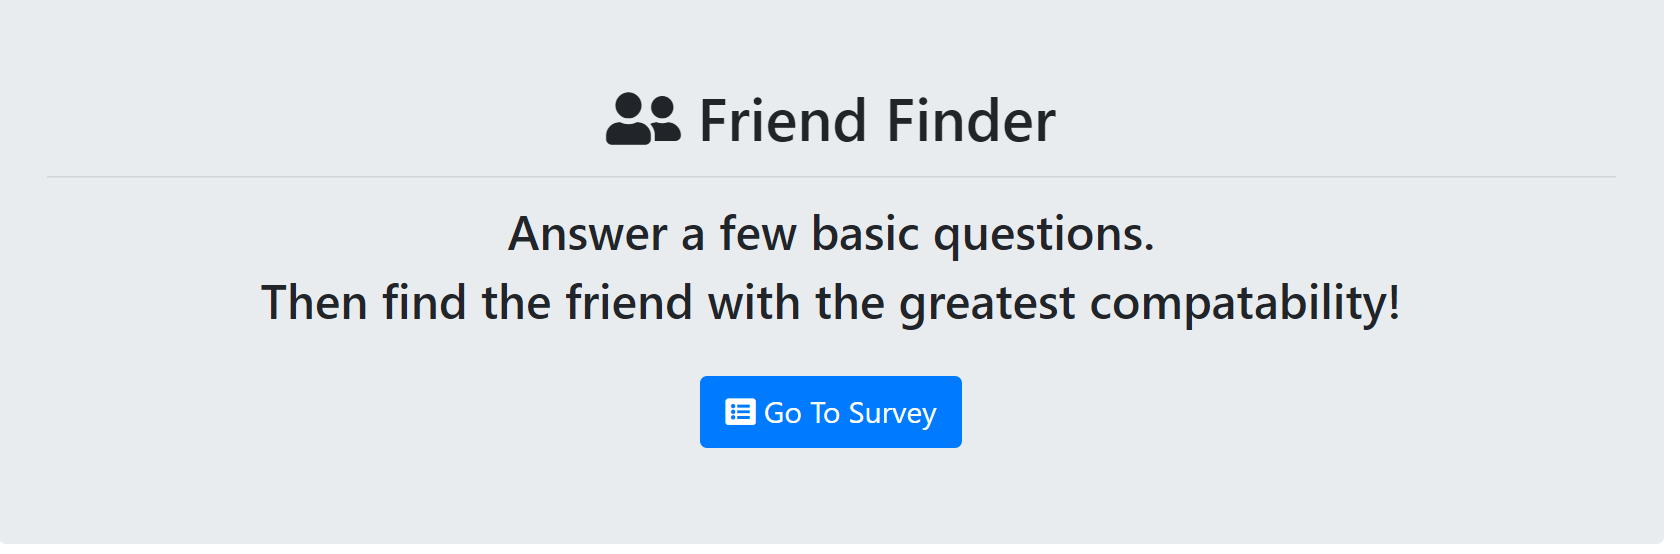 Friend Finder
Answer a few basic questions.
Then find the friend with the greatest compatability!
Go To Survey